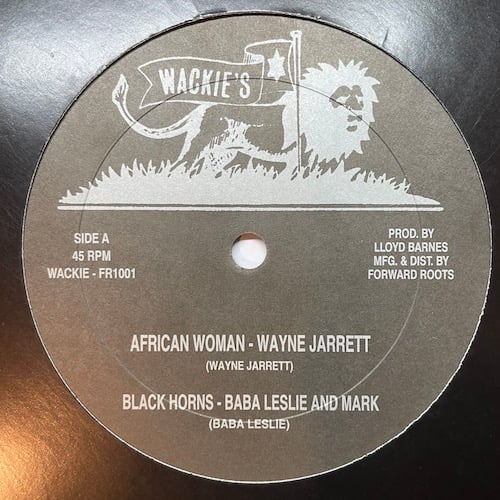 WACKIE'S
SIDE A
45 RPM
WACKIE - FR1001
PROD. BY
LLOYD BARNES
MFG. & DIST. BY
FORWARD ROOTS
AFRICAN WOMAN - WAYNE JARRETT
(WAYNE JARRETT)
BLACK HORNS - BABA LESLIE AND MARK
(BABA LESLIE)